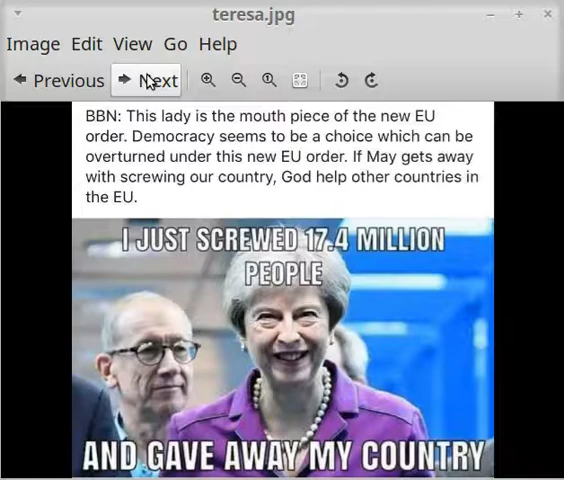 teresa.jpg
Image Edit View Go Help
Previous Next
BBN: This lady is the mouth piece of the new EU
order. Democracy seems to be a choice which can be
overturned under this new EU order. If May gets away
with screwing our country, God help other countries in
the EU.
I JUST SCREWED 17.4 MILLION
PEOPLE
AND GAVE AWAY MY COUNTRY